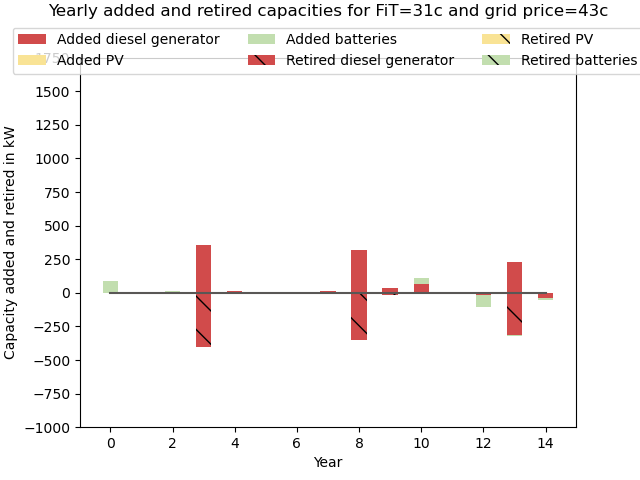 Yearly added and retired capacities for FiT=31c and grid price=43c
Added diesel generator Added batteries Retired PV
Added PV Retired diesel generator Retired batteries
1750
1500
1250
1000
750
500
250
0
−250
−500
−750
−1000
Capacity added and retired in kW
0 2 4 6 8 10 12 14
Year